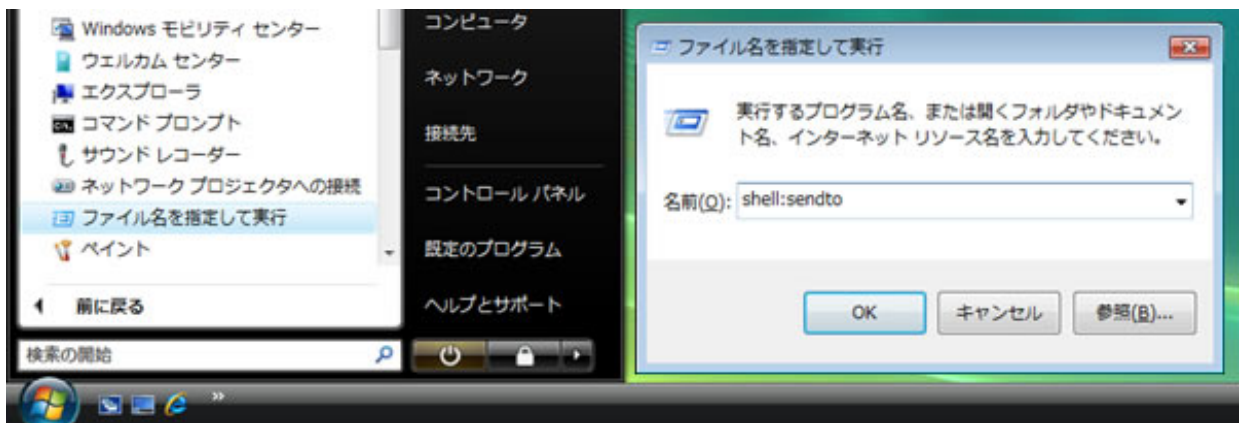 Windows モビリティ センター
ウェルカム センター
エクスプローラ
コマンド プロンプト
サウンド レコーダー
ネットワーク プロジェクタへの接続
ファイル名を指定して実行
ペイント
前に戻る
検索の開始
コンピュータ
ネットワーク
接続先
コントロール パネル
既定のプログラム
ヘルプとサポート
ファイル名を指定して実行
実行するプログラム名、または開くフォルダやドキュメン
ト名、インターネット リソース名を入力してください。
名前(O): shell:sendto
OK キャンセル 参照(B)...